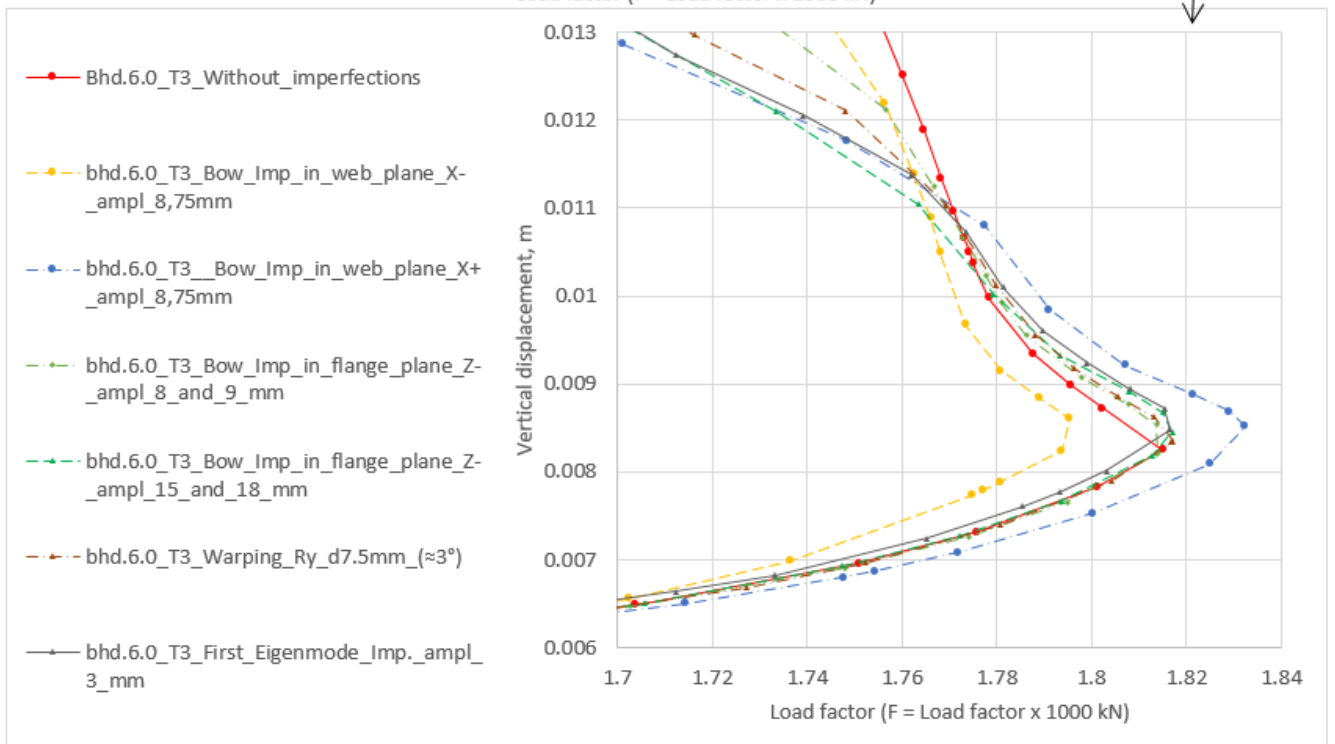 Bhd.6.0_T3_Without_imperfections
bhd.6.0_T3_Bow_Imp_in_web_plane_X-
_ampl_8,75mm
bhd.6.0_T3__Bow_Imp_in_web_plane_X+
_ampl_8,75mm
bhd.6.0_T3_Bow_Imp_in_flange_plane_Z-
_ampl_8_and_9_mm
bhd.6.0_T3_Bow_Imp_in_flange_plane_Z-
_ampl_15_and_18_mm
bhd.6.0_T3_Warping_Ry_d7.5mm_(≈3°)
bhd.6.0_T3_First_Eigenmode_Imp._ampl_
3_mm
Vertical displacement, m
0.013
0.012
0.011
0.01
0.009
0.008
0.007
0.006
1.7 1.72 1.74 1.76 1.78 1.8 1.82 1.84
Load factor (F = Load factor x 1000 kN)